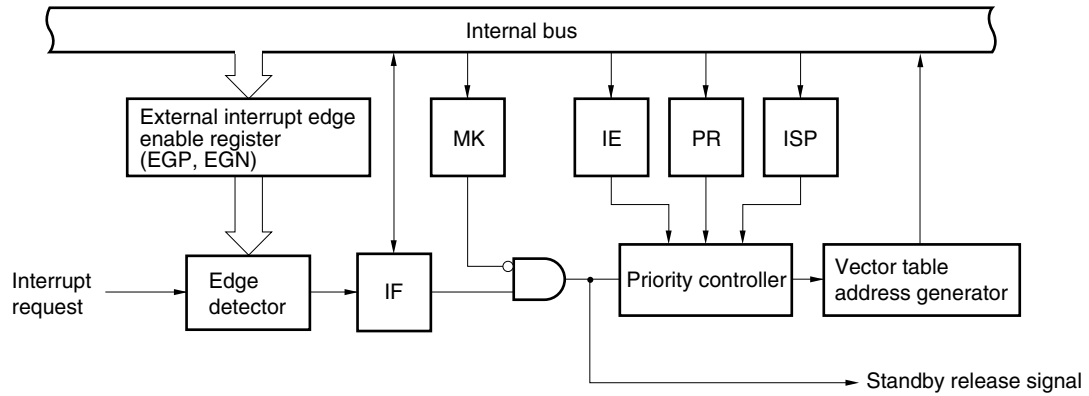 Internal bus
External interrupt edge
enable register
(EGP, EGN)
MK
IE
PR
ISP
Interrupt
request
Edge
detector
IF
Priority controller
Vector table
address generator
Standby release signal